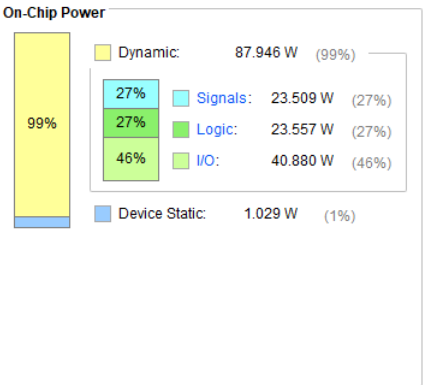 On-Chip Power
Dynamic: 87.946 W (99%)
27% Signals: 23.509 W (27%)
99% 27% Logic: 23.557 W (27%)
46% I/O: 40.880 W (46%)
Device Static: 1.029 W (1%)